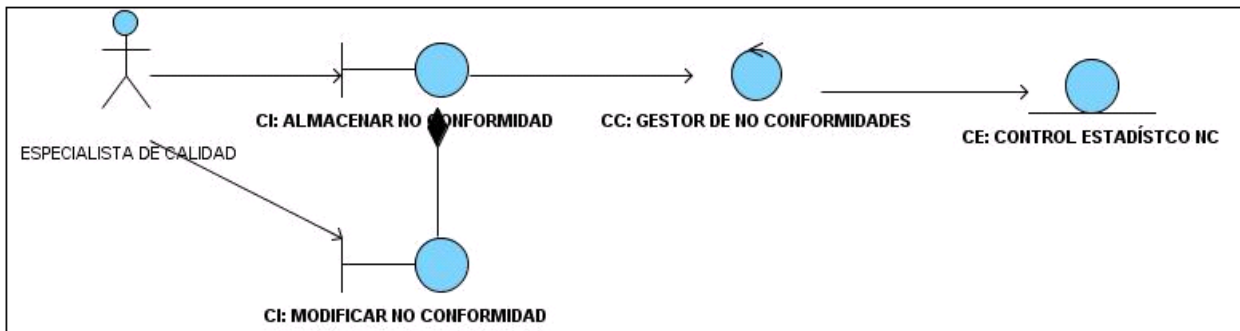 CI: ALMACENAR NO CONFORMIDAD
CC: GESTOR DE NO CONFORMIDADES
CE: CONTROL ESTADÍSTCO NC
ESPECIALISTA DE CALIDAD
CI: MODIFICAR NO CONFORMIDAD